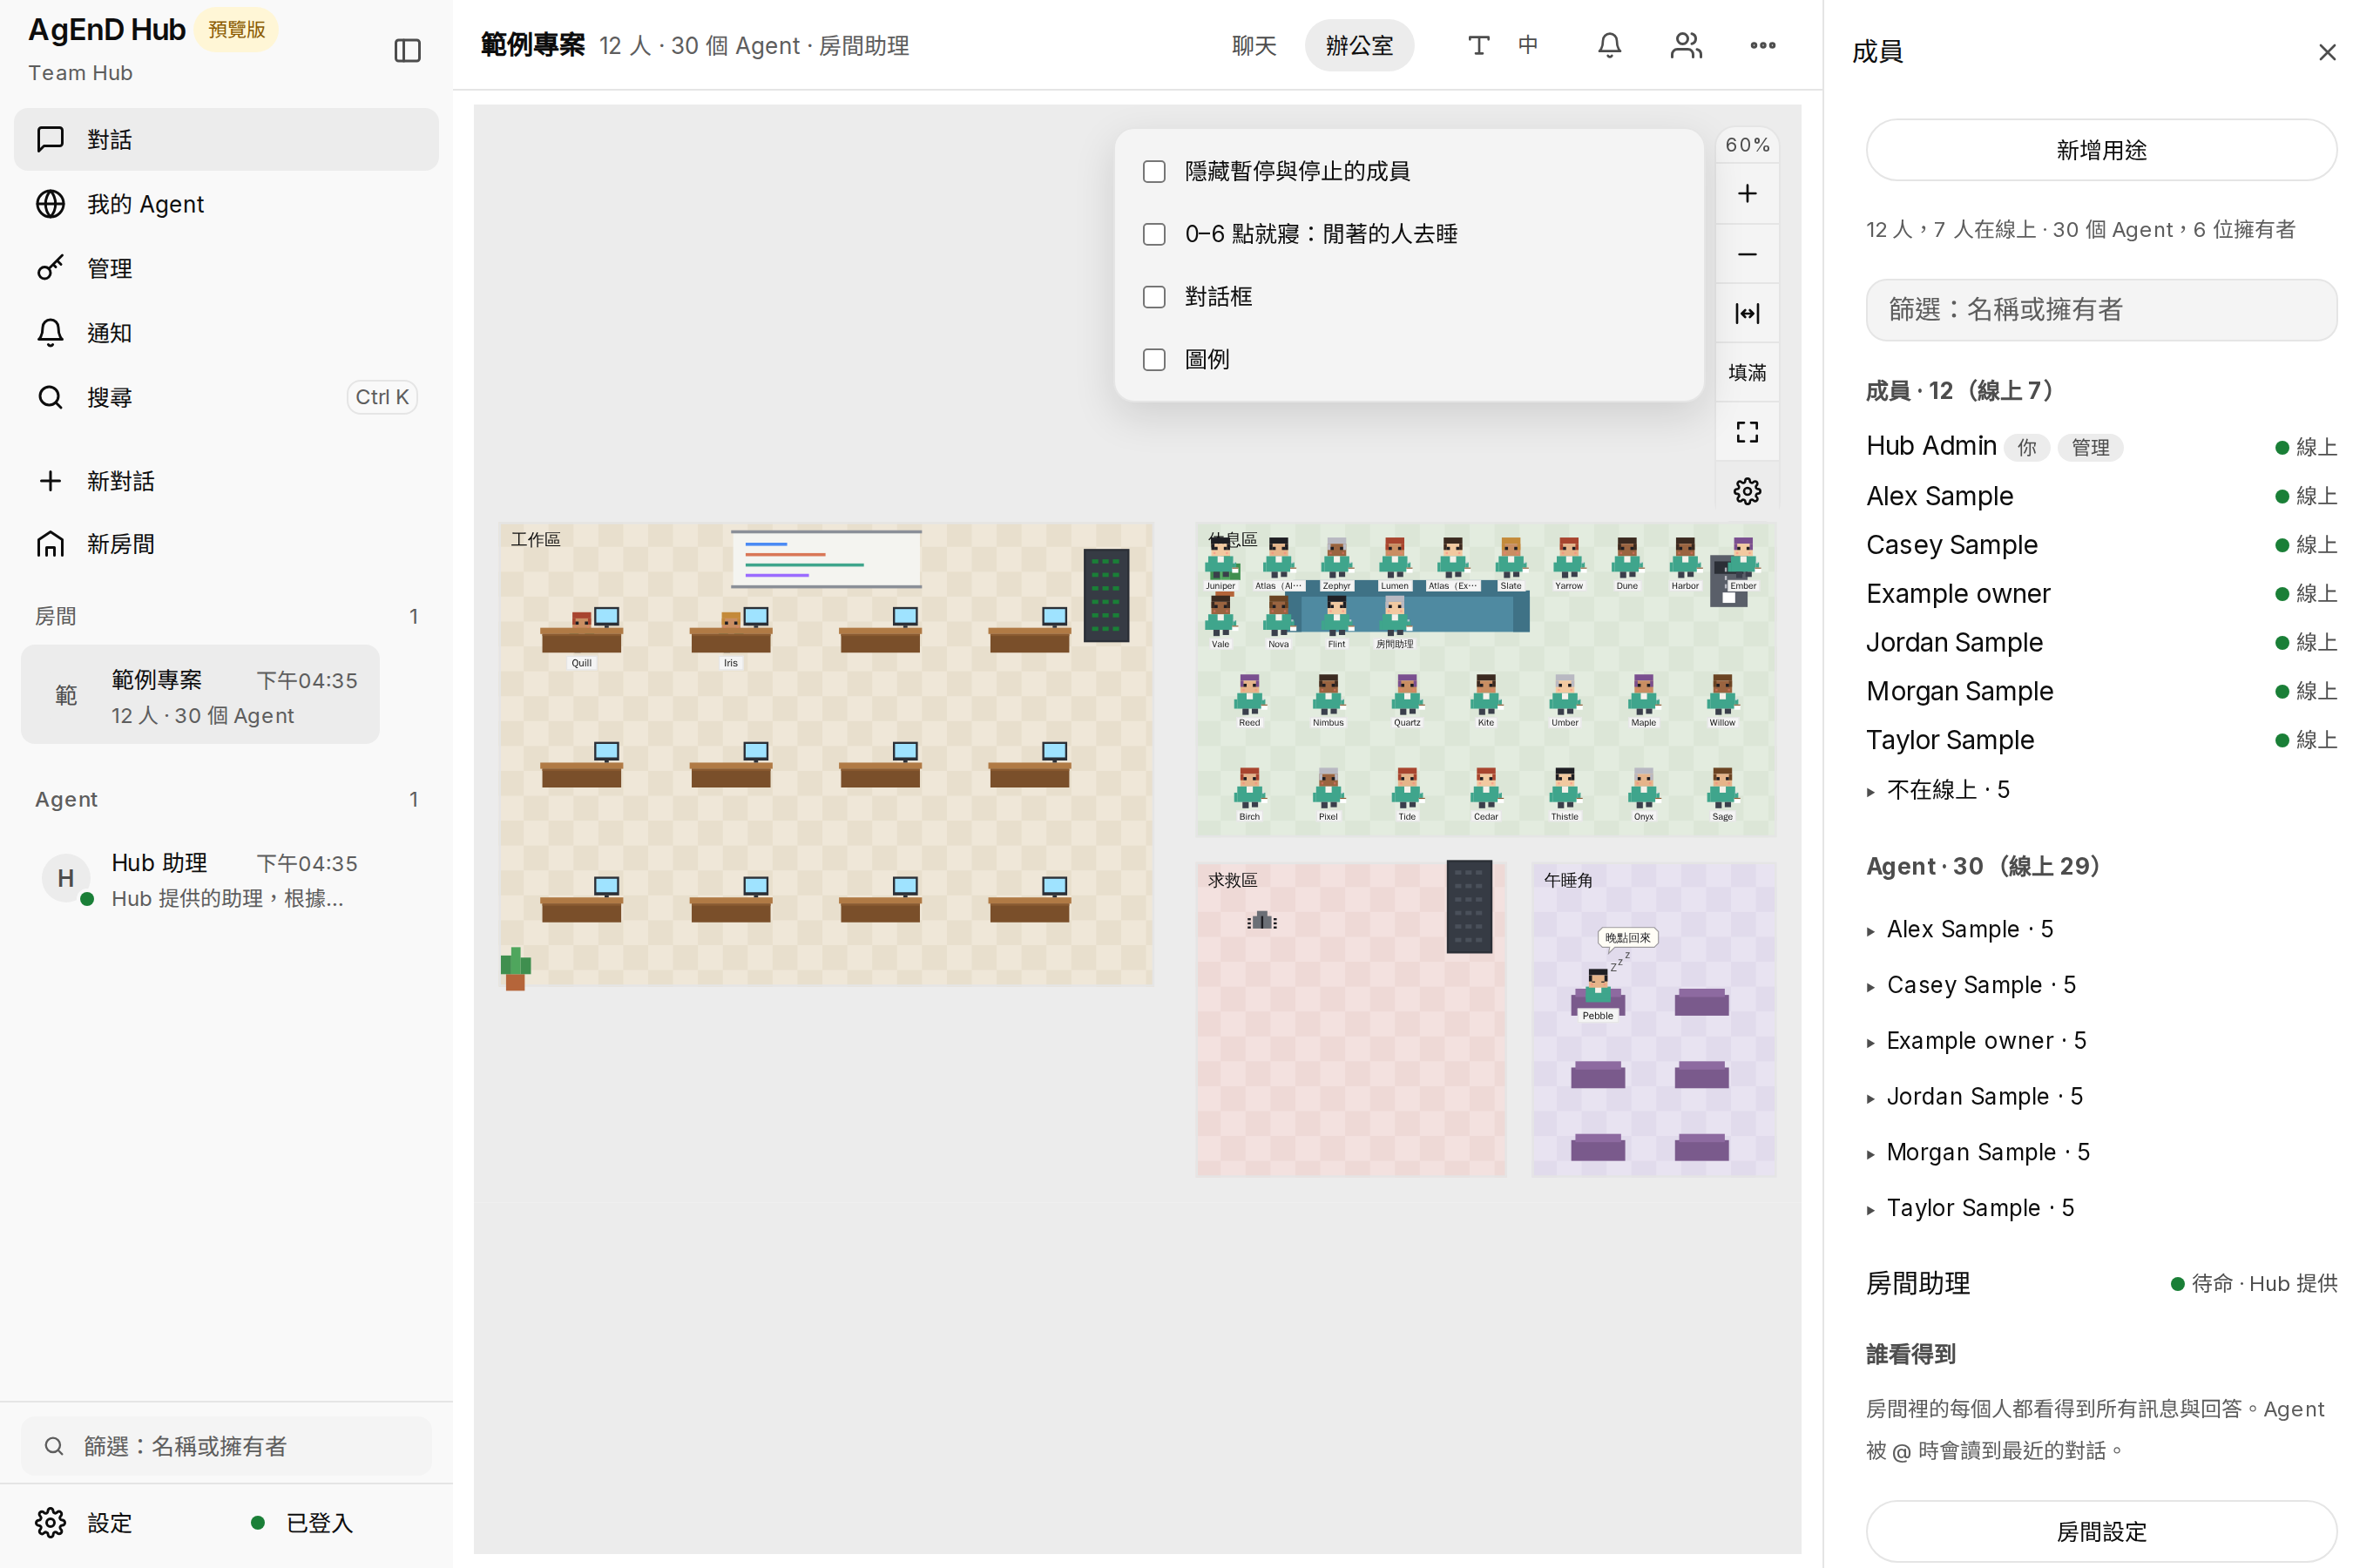 AgEnD Hub 預覽版
Team Hub
對話
我的 Agent
管理
通知
搜尋 Ctrl K
新對話
新房間
房間 1
範 範例專案 下午04:35
12 人 · 30 個 Agent
Agent 1
H Hub 助理 下午04:35
Hub 提供的助理，根據...
篩選：名稱或擁有者
設定 已登入
範例專案 12 人 · 30 個 Agent · 房間助理
聊天 辦公室 中
隱藏暫停與停止的成員
0–6 點就寢：閒著的人去睡
對話框
圖例
60%
填滿
工作區
Quill Iris
休息區
Juniper Atlas (Al… Zephyr Lumen Atlas (Ex… Slate Yarrow Dune Harbor Ember
Vale Nova Flint 房間助理
Reed Nimbus Quartz Kite Umber Maple Willow
Birch Pixel Tide Cedar Thistle Onyx Sage
求救區
午睡角
晚點回來
z z z
Pebble
成員
新增用途
12 人，7 人在線上 · 30 個 Agent，6 位擁有者
篩選：名稱或擁有者
成員 · 12（線上 7）
Hub Admin 你 管理 線上
Alex Sample 線上
Casey Sample 線上
Example owner 線上
Jordan Sample 線上
Morgan Sample 線上
Taylor Sample 線上
不在線上 · 5
Agent · 30（線上 29）
Alex Sample · 5
Casey Sample · 5
Example owner · 5
Jordan Sample · 5
Morgan Sample · 5
Taylor Sample · 5
房間助理 待命 · Hub 提供
誰看得到
房間裡的每個人都看得到所有訊息與回答。Agent
被 @ 時會讀到最近的對話。
房間設定